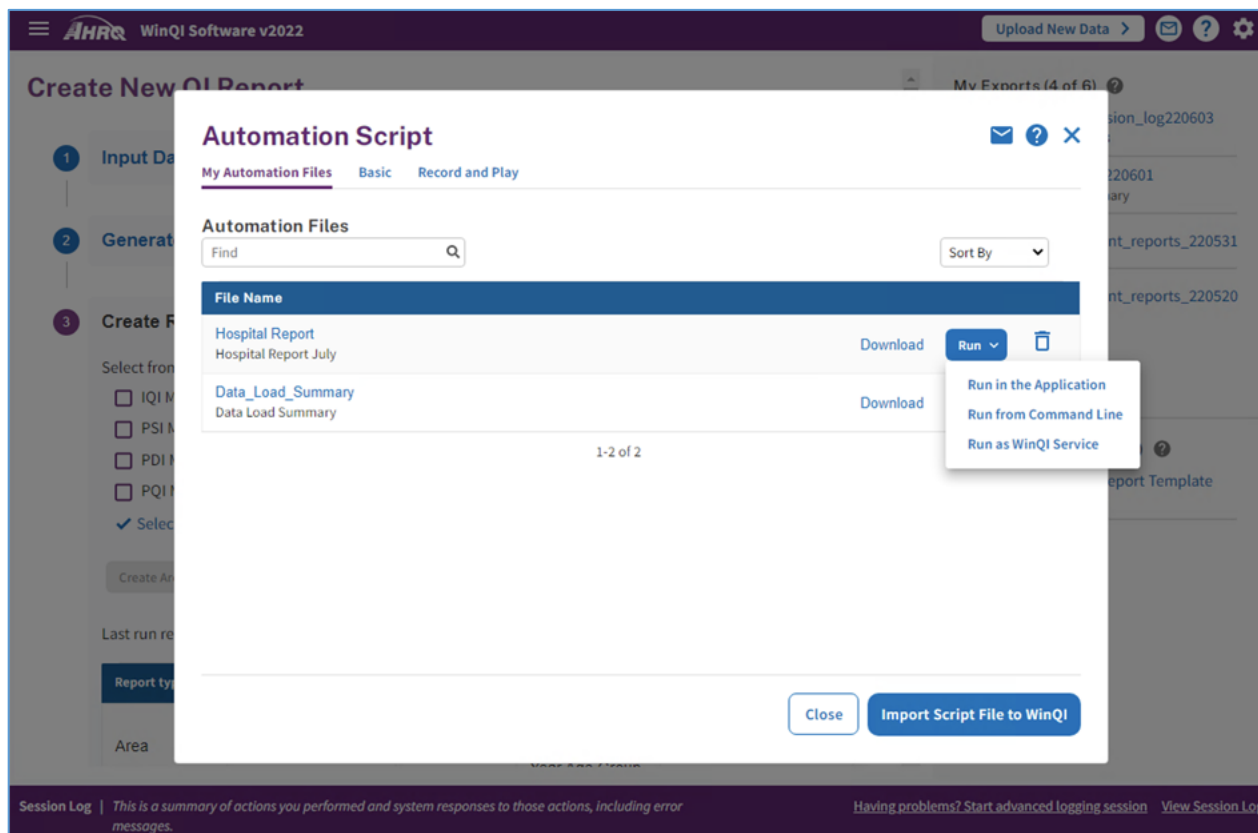 AHRQ WinQI Software v2022
Upload New Data
Create New QI Report
My Exports (4 of 6)
Automation Script
My Automation Files Basic Record and Play
Automation Files
Find
Sort By
File Name
Hospital Report
Hospital Report July
Download
Run
Run in the Application
Run from Command Line
Run as WinQI Service
Data_Load_Summary
Data Load Summary
Download
1-2 of 2
Close
Import Script File to WinQI
1
Input Da
2
Generat
3
Create R
Select from
IQI M
PSI M
PDI M
PQI M
Selec
Create Ar
Last run re
Report typ
Area
sion_log220603
220601
ary
nt_reports_220531
nt_reports_220520
eport Template
Session Log | This is a summary of actions you performed and system responses to those actions, including error
messages.
Having problems? Start advanced logging session View Session Log